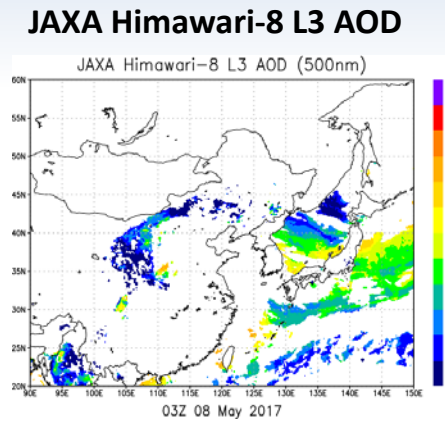 JAXA Himawari-8 L3 AOD
JAXA Himawari-8 L3 AOD (500nm)
60N
55N
50N
45N
40N
35N
30N
25N
20N
90E 95E 100E 105E 110E 115E 120E 125E 130E 135E 140E 145E 150E
03Z 08 May 2017